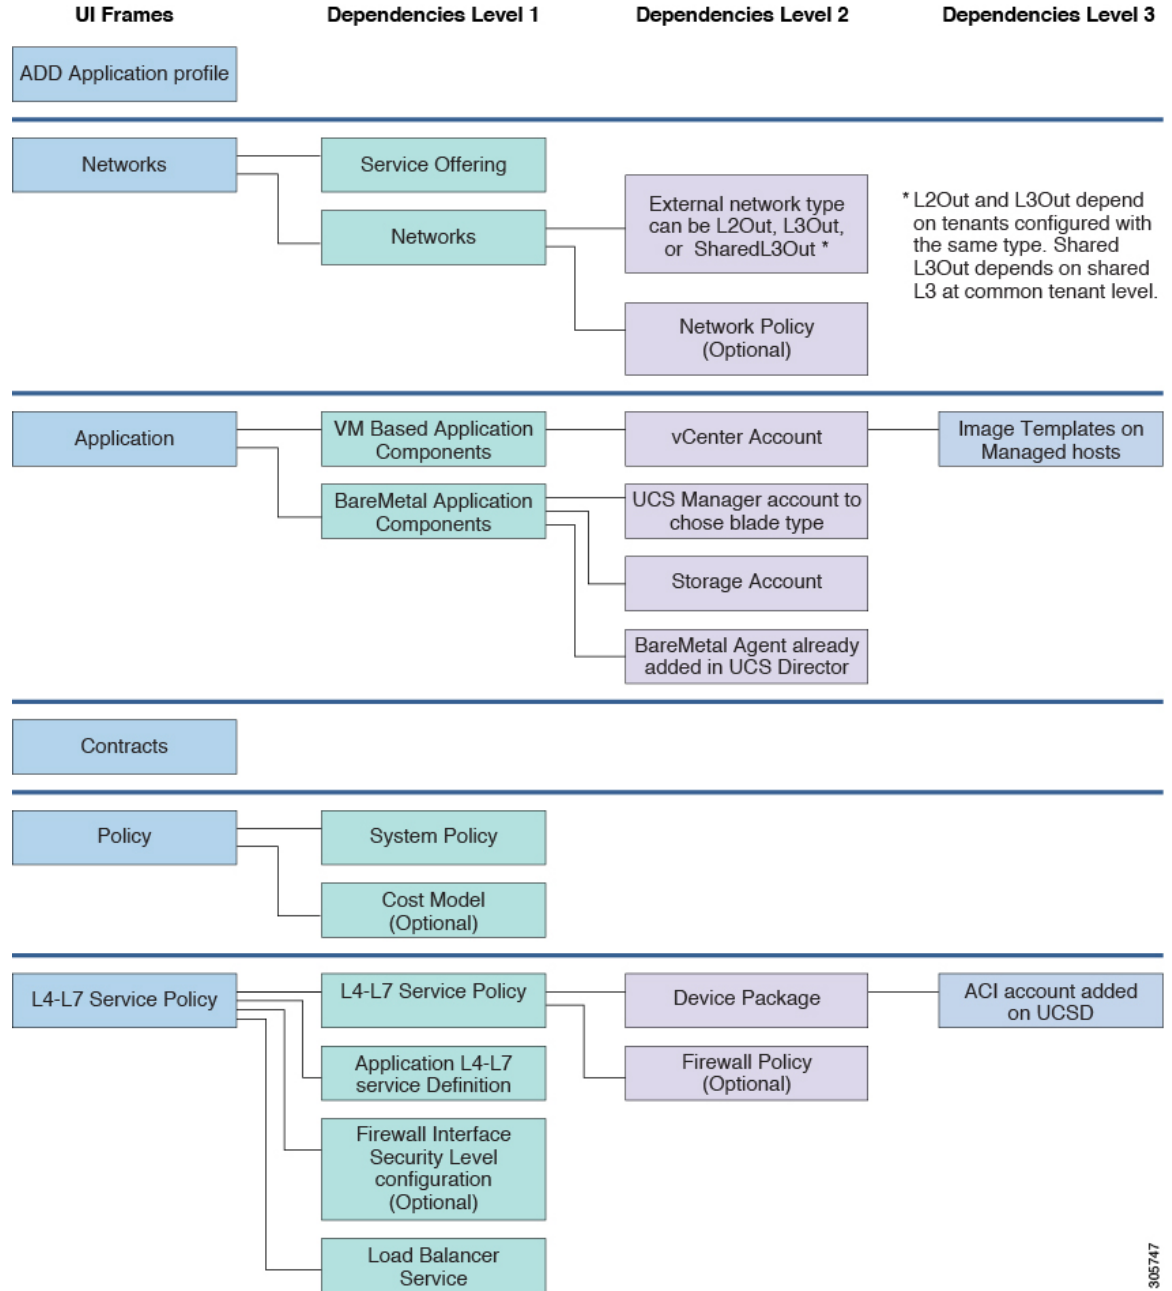 UI Frames
Dependencies Level 1
Dependencies Level 2
Dependencies Level 3
ADD Application profile
Networks
Service Offering
Networks
External network type
can be L2Out, L3Out,
or SharedL3Out *
* L2Out and L3Out depend
on tenants configured with
the same type. Shared
L3Out depends on shared
L3 at common tenant level.
Network Policy
(Optional)
Application
VM Based Application
Components
vCenter Account
Image Templates on
Managed hosts
BareMetal Application
Components
UCS Manager account to
chose blade type
Storage Account
BareMetal Agent already
added in UCS Director
Contracts
Policy
System Policy
Cost Model
(Optional)
L4-L7 Service Policy
L4-L7 Service Policy
Device Package
ACI account added
on UCSD
Application L4-L7
service Definition
Firewall Policy
(Optional)
Firewall Interface
Security Level
configuration
(Optional)
Load Balancer
Service
305747